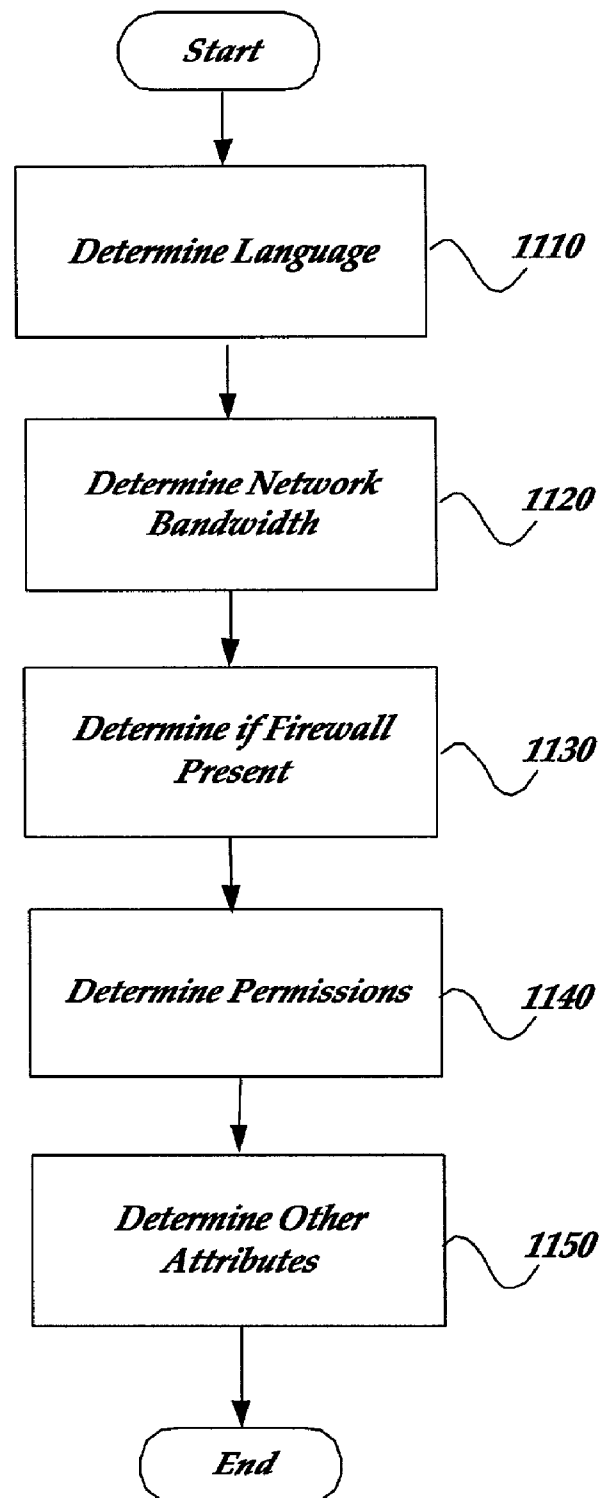 Start
Determine Language
1110
Determine Network
Bandwidth
1120
Determine if Firewall
Present
1130
Determine Permissions
1140
Determine Other
Attributes
1150
End